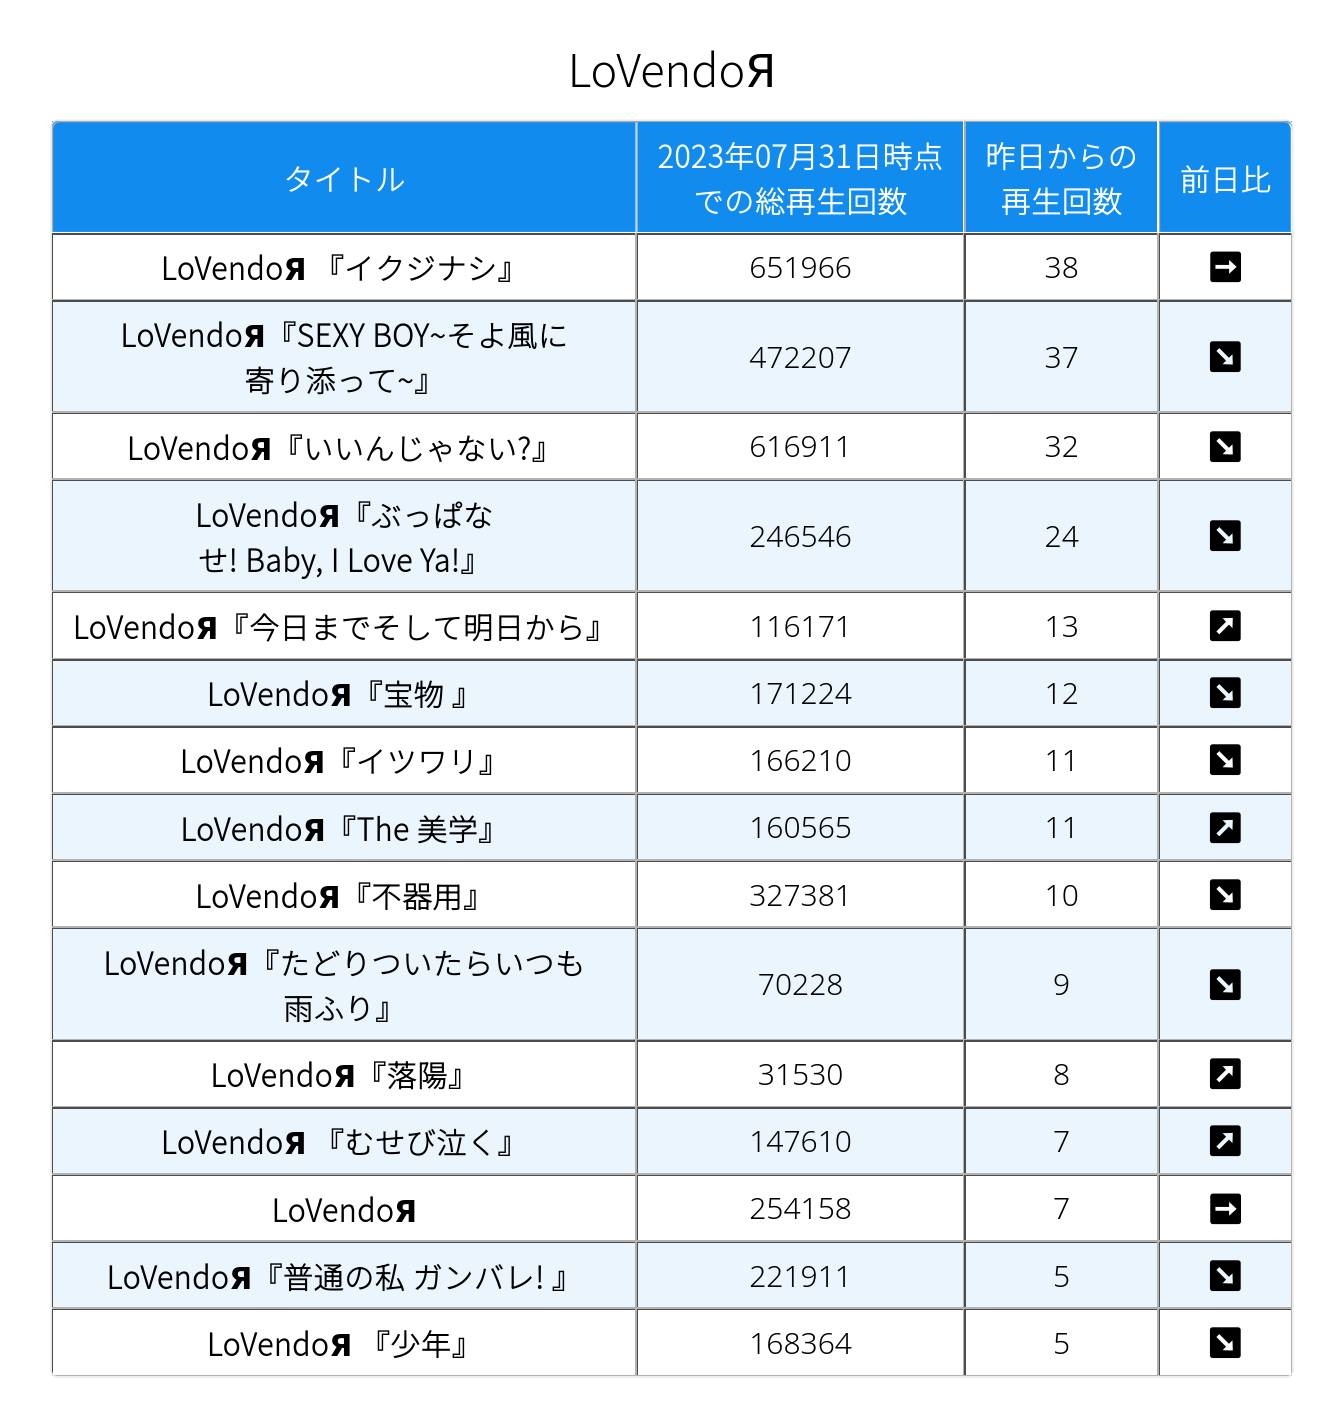 LoVendoЯ
タイトル
2023年07月31日時点
での総再生回数
昨日からの
再生回数
前日比
LoVendoЯ 『イクジナシ』
651966
38
LoVendoЯ『SEXY BOY~そよ風に
寄り添って~』
472207
37
LoVendoЯ『いいんじゃない?』
616911
32
LoVendoЯ『ぶっぱな
せ! Baby, I Love Ya!』
246546
24
LoVendoЯ『今日までそして明日から』
116171
13
LoVendoЯ『宝物 』
171224
12
LoVendoЯ『イツワリ』
166210
11
LoVendoЯ『The 美学』
160565
11
LoVendoЯ『不器用』
327381
10
LoVendoЯ『たどりついたらいつも
雨ふり』
70228
9
LoVendoЯ『落陽』
31530
8
LoVendoЯ 『むせび泣く』
147610
7
LoVendoЯ
254158
7
LoVendoЯ『普通の私 ガンバレ! 』
221911
5
LoVendoЯ 『少年』
168364
5